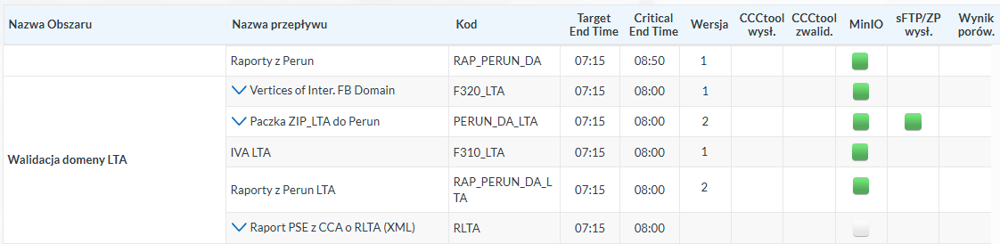 Nazwa Obszaru Nazwa przepływu Kod Target End Time Critical End Time Wersja CCCtool wysł. CCCtool zwalid. MinIO sFTP/ZP wysł. Wynik porów.
Raporty z Perun RAP_PERUN_DA 07:15 08:50 1
Walidacja domeny LTA
Vertices of Inter. FB Domain F320_LTA 07:15 08:00 1
Paczka ZIP_LTA do Perun PERUN_DA_LTA 07:15 08:00 2
IVA LTA F310_LTA 07:15 08:00 1
Raporty z Perun LTA RAP_PERUN_DA_LTA 07:15 08:00 2
Raport PSE z CCA o RLTA (XML) RLTA 07:15 08:00